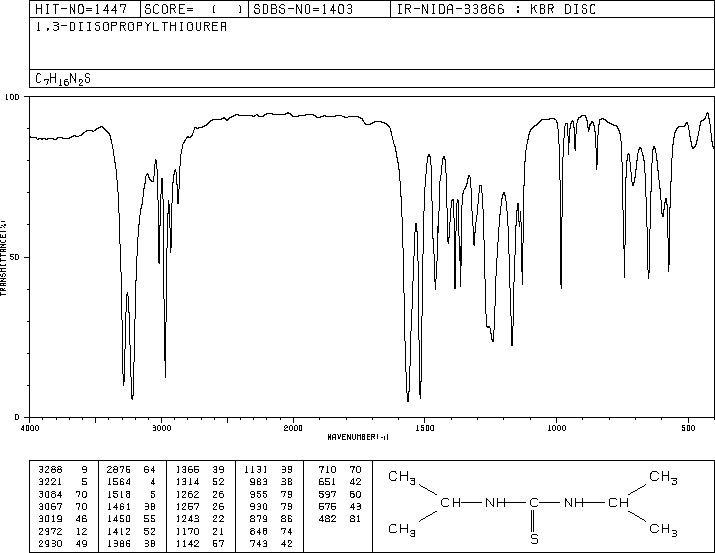 HIT-NO=1447 SCORE= ( ) SDBS-NO=1403 IR-NIDA-33866 : KBR DISC
1,3-DIISOPROPYLTHIOUREA
C7H16N2S
100
50
0
TRANSMITTANCE(%)
4000 3000 2000 1500 1000 500
WAVENUMBER(-1)
3288 9 2876 64 1366 39 1131 39 710 70
3221 5 1564 4 1314 52 983 38 651 42
3084 70 1518 5 1262 26 955 79 597 60
3067 70 1461 38 1257 26 930 79 575 43
3019 46 1450 55 1243 22 879 86 482 81
2972 12 1412 52 1170 21 848 74
2930 49 1386 38 1142 57 743 42
CH3 CH3
CH NH C NH CH
CH3 S CH3